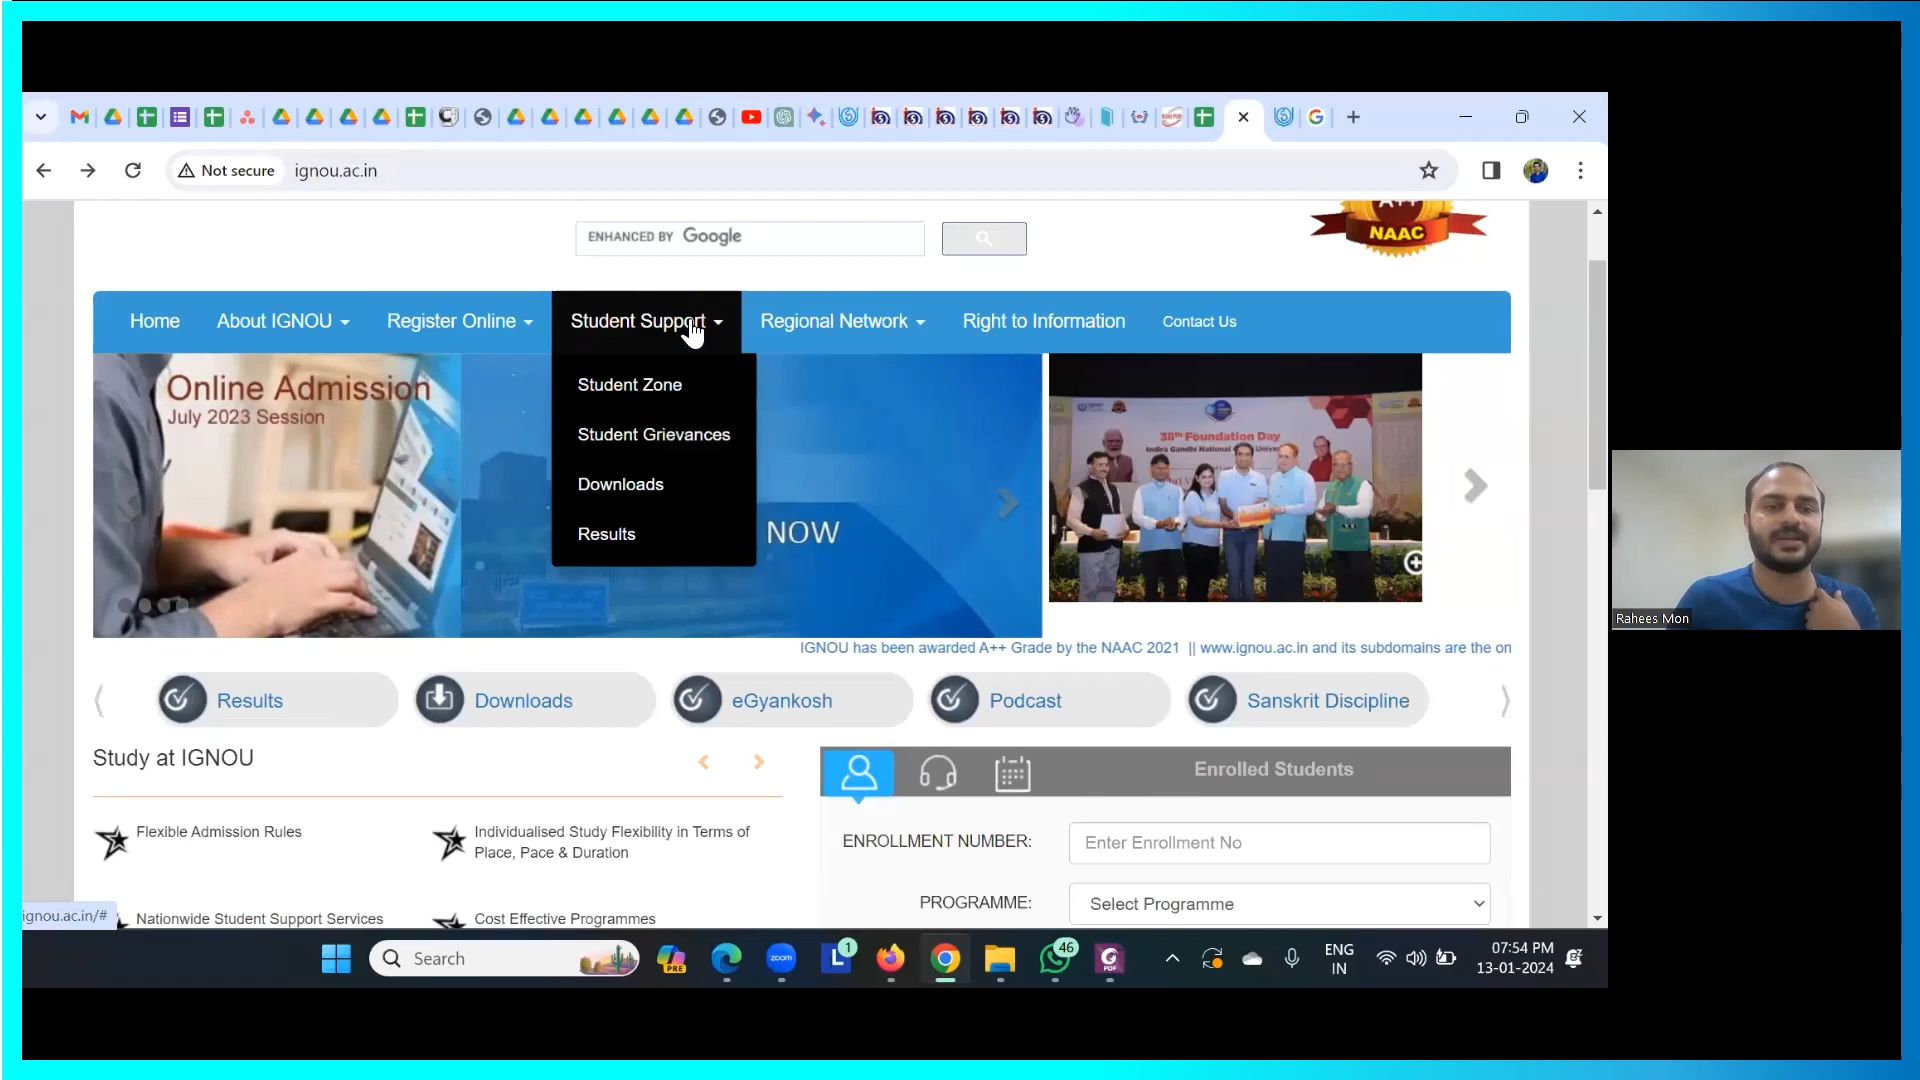 Not secure
ignou.ac.in
ENHANCED BY Google
A++
NAAC
Home
About IGNOU
Register Online
Student Support
Regional Network
Right to Information
Contact Us
Student Zone
Student Grievances
Downloads
Results
Online Admission
July 2023 Session
NOW
38th Foundation Day
IGNOU has been awarded A++ Grade by the NAAC 2021 || www.ignou.ac.in and its subdomains are the on
Results
Downloads
eGyankosh
Podcast
Sanskrit Discipline
Study at IGNOU
Enrolled Students
Flexible Admission Rules
Individualised Study Flexibility in Terms of
Place, Pace & Duration
ENROLLMENT NUMBER:
Enter Enrollment No
PROGRAMME:
Select Programme
Nationwide Student Support Services
Cost Effective Programmes
ignou.ac.in/#
Rahees Mon
Search
PRE
zoom
L
1
46
PDF
ENG
IN
07:54 PM
13-01-2024